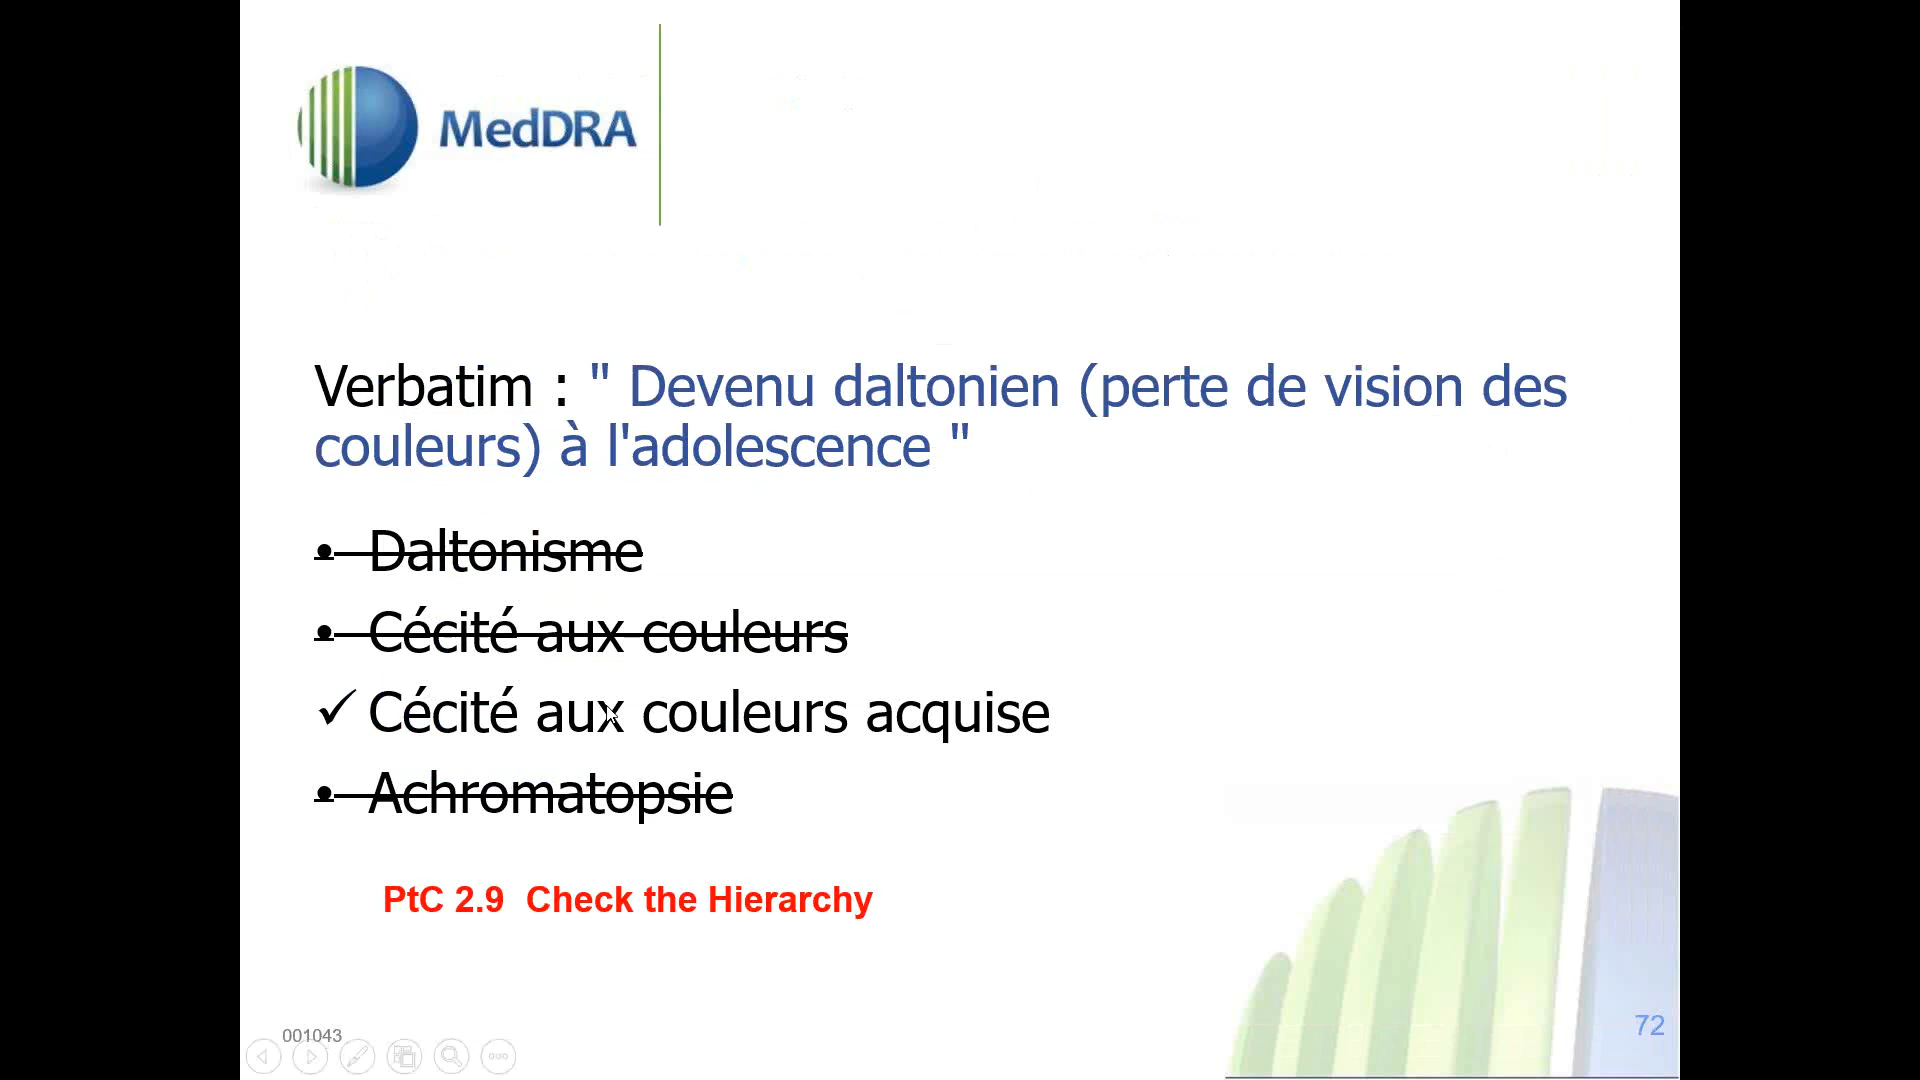 MedDRA
Verbatim : " Devenu daltonien (perte de vision des
couleurs) à l'adolescence "
• Daltonisme
• Cécité aux couleurs
✓ Cécité aux couleurs acquise
• Achromatopsie
PtC 2.9 Check the Hierarchy
001043
72